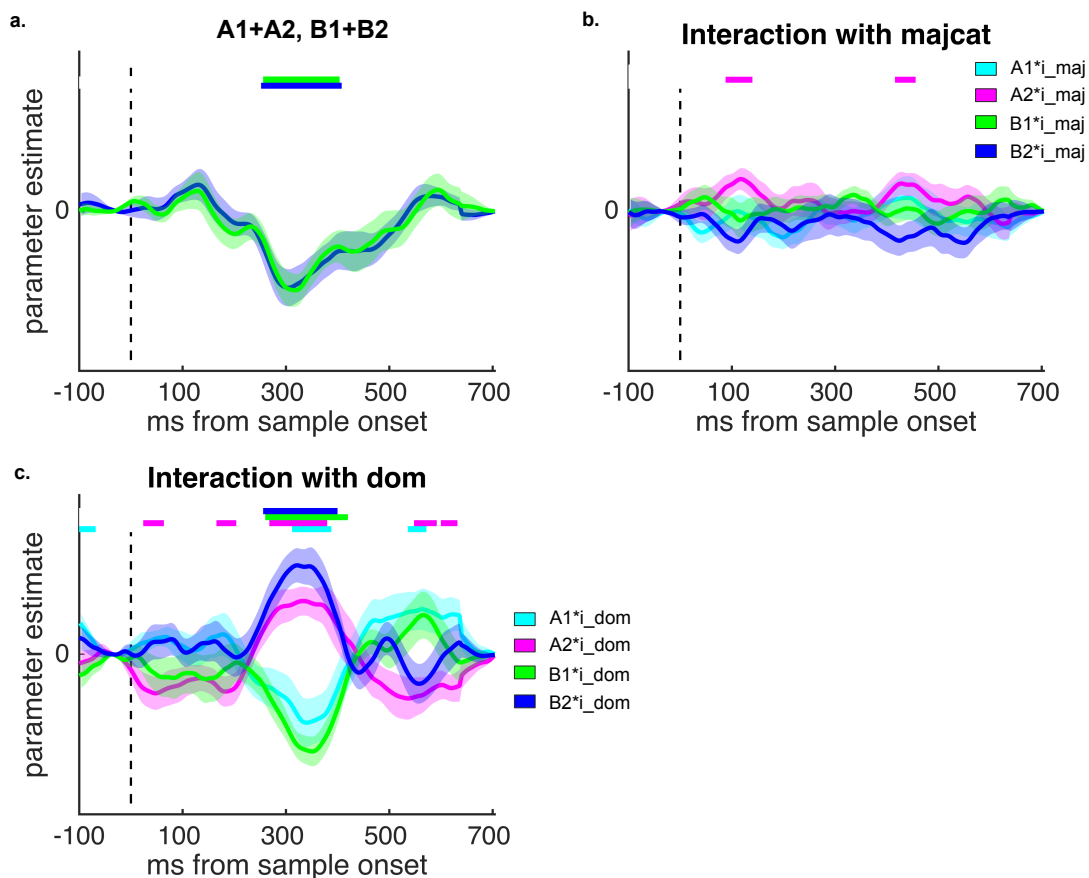 a.
A1+A2, B1+B2
parameter estimate
0
-100 100 300 500 700
ms from sample onset
b.
Interaction with majcat
A1*i_maj
A2*i_maj
B1*i_maj
B2*i_maj
0
-100 100 300 500 700
ms from sample onset
c.
Interaction with dom
parameter estimate
0
A1*i_dom
A2*i_dom
B1*i_dom
B2*i_dom
-100 100 300 500 700
ms from sample onset